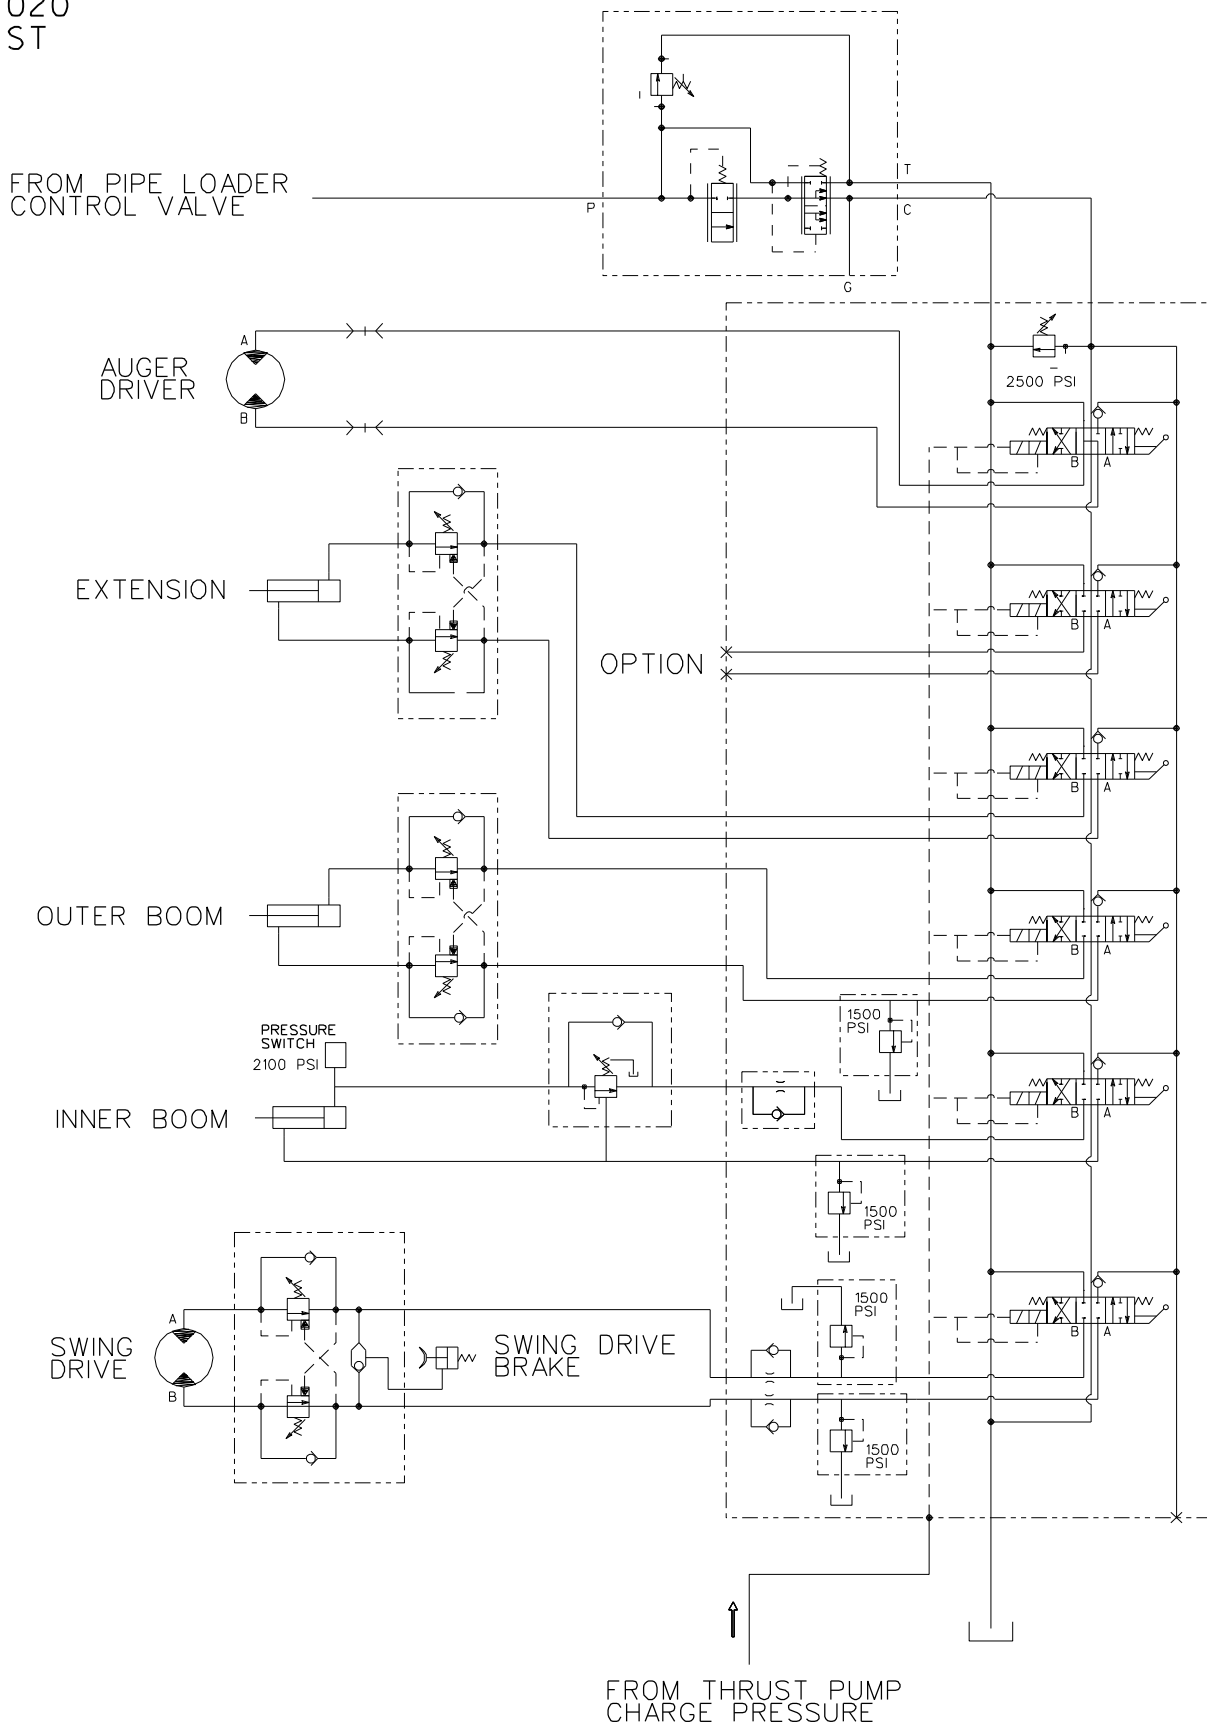 020
ST
FROM PIPE LOADER
CONTROL VALVE
P
T
C
G
2500 PSI
AUGER
DRIVER
A
B
B A
EXTENSION
OPTION
B A
B A
OUTER BOOM
B A
PRESSURE
SWITCH
2100 PSI
1500
PSI
INNER BOOM
B A
1500
PSI
SWING
DRIVE
A
B
SWING DRIVE
BRAKE
1500
PSI
B A
1500
PSI
FROM THRUST PUMP
CHARGE PRESSURE